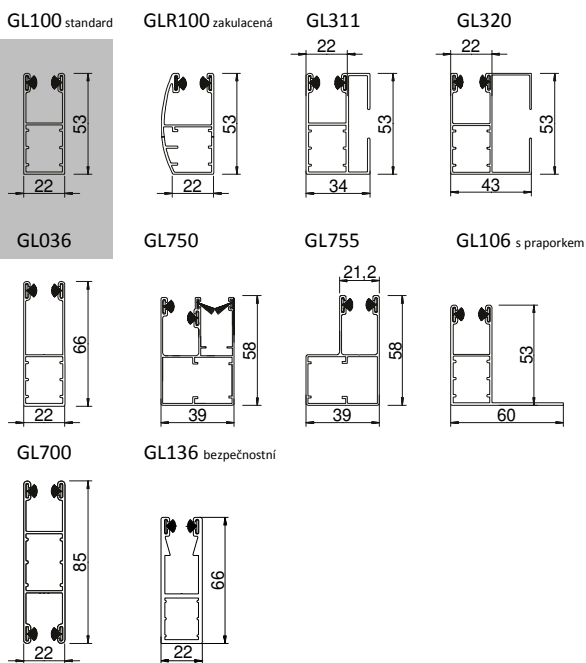 GL100 standard GLR100 zakulacená GL311 GL320
22 22
53 53 53 53
22 22 34 43
GL036 GL750 GL755 GL106 s praporkem
21,2
66 58 58 53
22 39 39 60
GL700 GL136 bezpečnostní
85 66
22 22